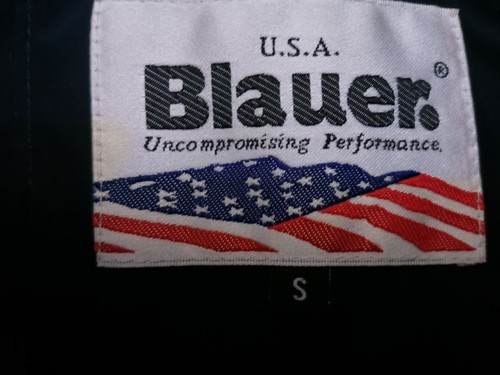 U.S.A.
Blauer.®
Uncompromising Performance.
S